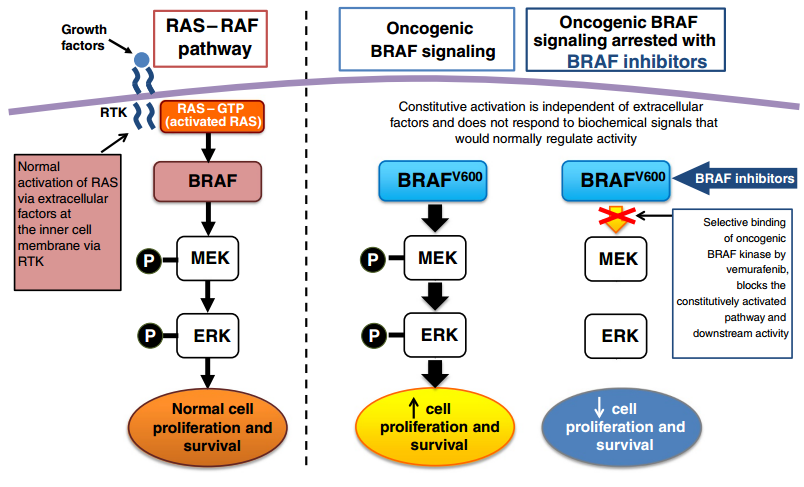 Growth
factors
RAS–RAF
pathway
RTK
RAS–GTP
(activated RAS)
Normal
activation of RAS
via extracellular
factors at
the inner cell
membrane via
RTK
BRAF
P
MEK
P
ERK
Normal cell
proliferation and
survival
Oncogenic
BRAF signaling
Oncogenic BRAF
signaling arrested with
BRAF inhibitors
Constitutive activation is independent of extracellular
factors and does not respond to biochemical signals that
would normally regulate activity
BRAFV600
P
MEK
P
ERK
↑ cell
proliferation and
survival
BRAFV600
BRAF inhibitors
Selective binding
of oncogenic
BRAF kinase by
vemurafenib,
blocks the
constitutively activated
pathway and
downstream activity
MEK
ERK
↓ cell
proliferation and
survival